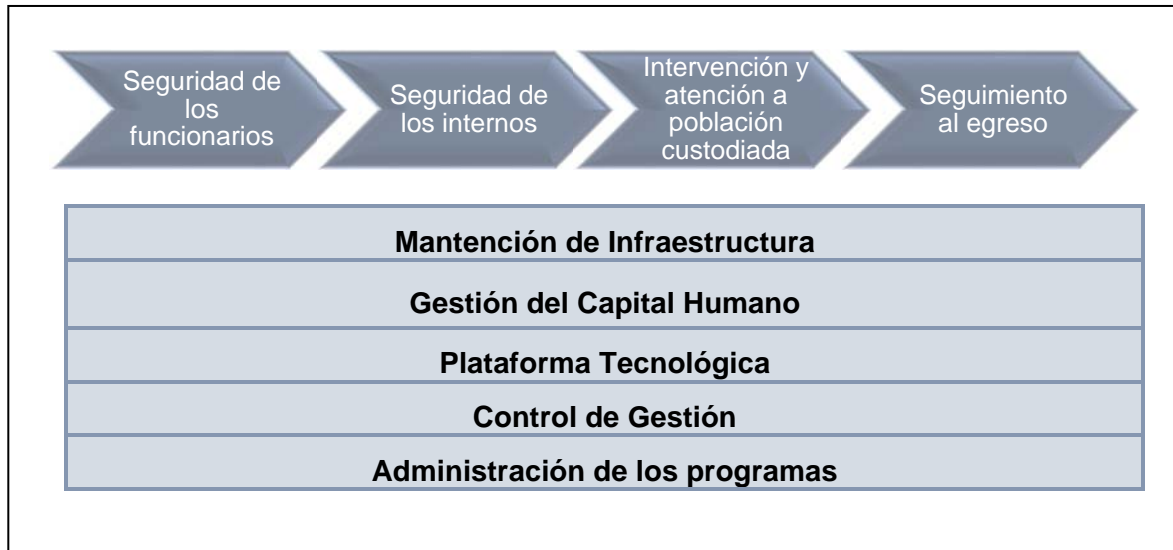 Seguridad de
los
funcionarios
Seguridad de
los internos
Intervención y
atención a
población
custodiada
Seguimiento
al egreso
Mantención de Infraestructura
Gestión del Capital Humano
Plataforma Tecnológica
Control de Gestión
Administración de los programas